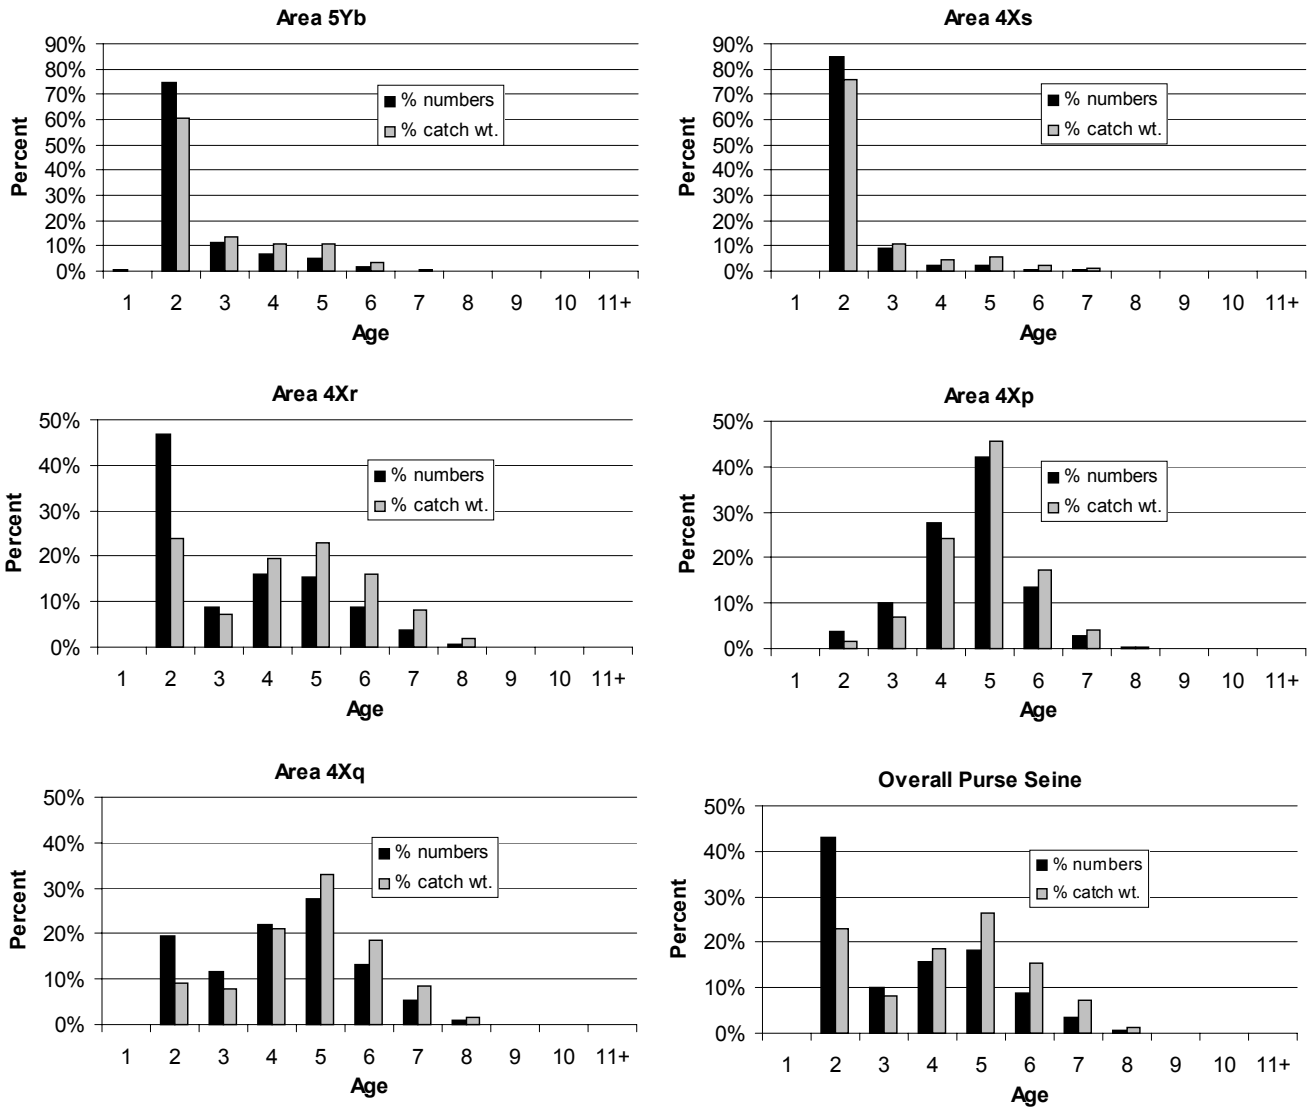 Area 5Yb
90%
80%
70%
60%
50%
40%
30%
20%
10%
0%
Percent
% numbers
% catch wt.
1 2 3 4 5 6 7 8 9 10 11+
Age
Area 4Xs
90%
80%
70%
60%
50%
40%
30%
20%
10%
0%
Percent
% numbers
% catch wt.
1 2 3 4 5 6 7 8 9 10 11+
Age
Area 4Xr
50%
40%
30%
20%
10%
0%
Percent
% numbers
% catch wt.
1 2 3 4 5 6 7 8 9 10 11+
Age
Area 4Xp
50%
40%
30%
20%
10%
0%
Percent
% numbers
% catch wt.
1 2 3 4 5 6 7 8 9 10 11+
Age
Area 4Xq
50%
40%
30%
20%
10%
0%
Percent
% numbers
% catch wt.
1 2 3 4 5 6 7 8 9 10 11+
Age
Overall Purse Seine
50%
40%
30%
20%
10%
0%
Percent
% numbers
% catch wt.
1 2 3 4 5 6 7 8 9 10 11+
Age